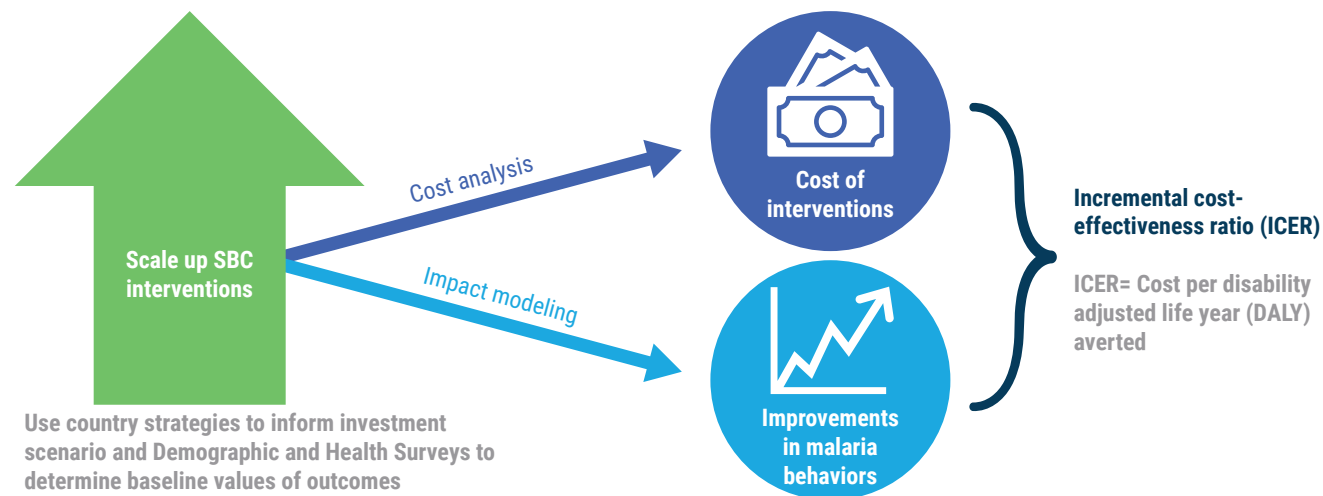 Scale up SBC
interventions
Use country strategies to inform investment
scenario and Demographic and Health Surveys to
determine baseline values of outcomes
Cost analysis
Impact modeling
Cost of
interventions
Improvements
in malaria
behaviors
Incremental cost-
effectiveness ratio (ICER)
ICER= Cost per disability
adjusted life year (DALY)
averted